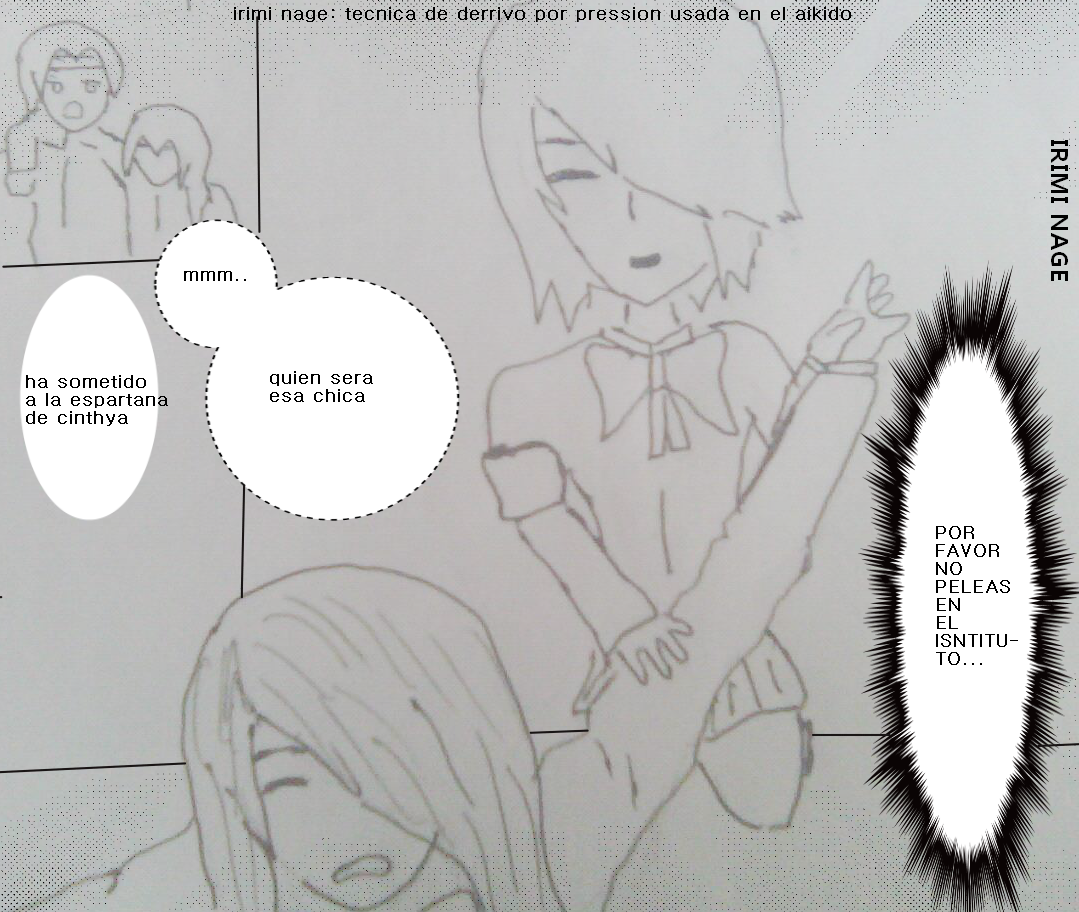 irimi nage: tecnica de derrivo por pression usada en el aikido
IRIMI NAGE
mmm..
quien sera
esa chica
ha sometido
a la espartana
de cinthya
POR
FAVOR
NO
PELEAS
EN
EL
ISNTITU-
TO...